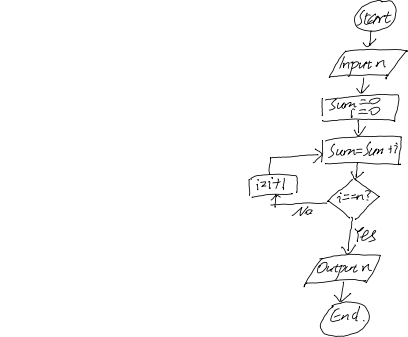 Start
Input n
Sum=0
i=0
Sum=Sum+i
i=i+1
i==n?
No
Yes
Output n
End.